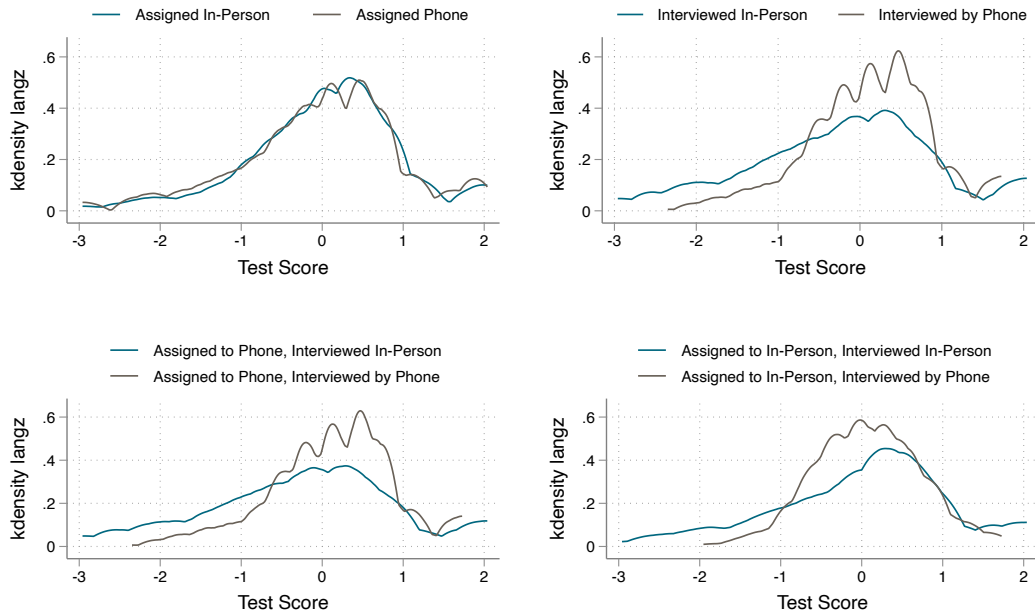 Assigned In-Person Assigned Phone
kdensity langz
.6
.4
.2
0
-3 -2 -1 0 1 2
Test Score
Interviewed In-Person Interviewed by Phone
kdensity langz
.6
.4
.2
0
-3 -2 -1 0 1 2
Test Score
Assigned to Phone, Interviewed In-Person
Assigned to Phone, Interviewed by Phone
kdensity langz
.6
.4
.2
0
-3 -2 -1 0 1 2
Test Score
Assigned to In-Person, Interviewed In-Person
Assigned to In-Person, Interviewed by Phone
kdensity langz
.6
.4
.2
0
-3 -2 -1 0 1 2
Test Score